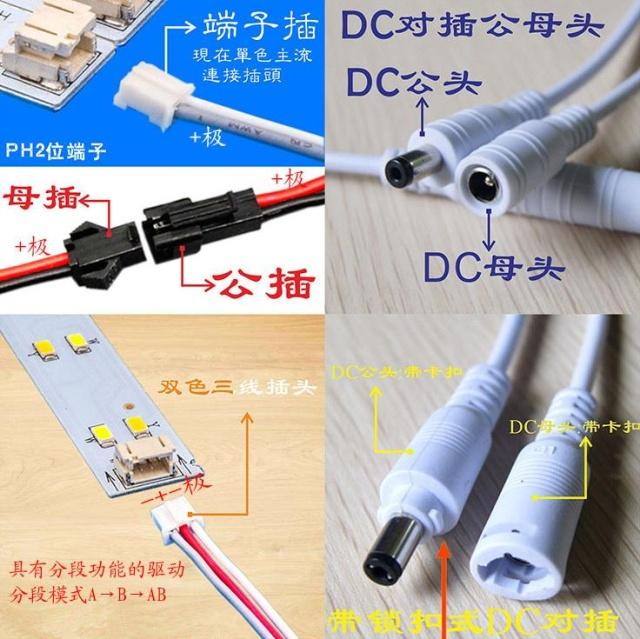 端子插
現在單色主流
連接插頭
+极
PH2位端子
DC对插公母头
DC公头
DC母头
母插
+极
+极
公插
双色三线插头
-+-极
具有分段功能的驱动
分段模式A→B→AB
DC公头:带卡扣
DC母头:带卡扣
带锁扣式DC对插